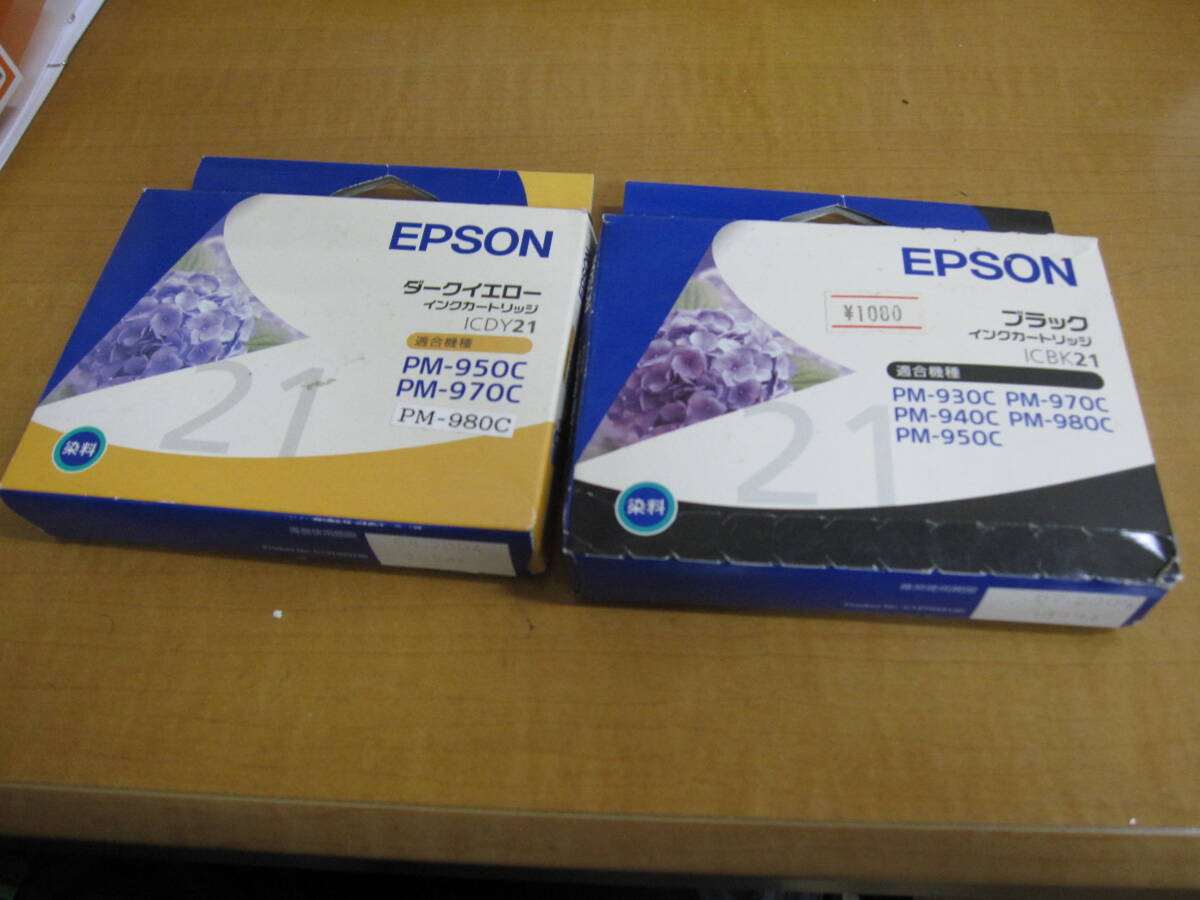 EPSON
ダークイエロー
インクカートリッジ
ICDY21
適合機種
PM-950C
PM-970C
PM-980C
21
染料
EPSON
¥1080
ブラック
インクカートリッジ
ICBK21
適合機種
PM-930C PM-970C
PM-940C PM-980C
PM-950C
21
染料